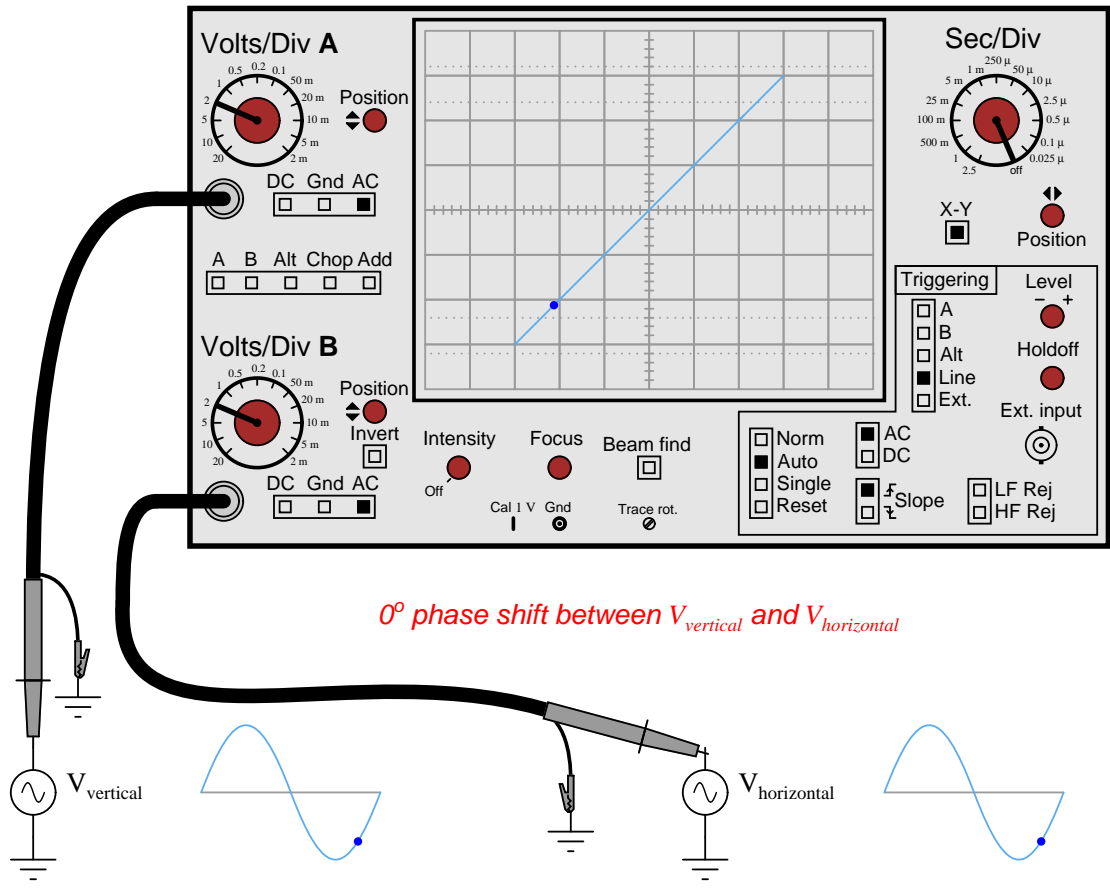 Volts/Div A
0.5 0.2 0.1
1 50 m
2 20 m
5 10 m
10 5 m
20 2 m
Position
DC Gnd AC
A B Alt Chop Add
Volts/Div B
0.5 0.2 0.1
1 50 m
2 20 m
5 10 m
10 5 m
20 2 m
Position
Invert
DC Gnd AC
Intensity
Off
Focus
Beam find
Cal 1 V Gnd
Trace rot.
Sec/Div
250 µ
1 m 50 µ
5 m 10 µ
25 m 2.5 µ
100 m 0.5 µ
500 m 0.1 µ
1 0.025 µ
2.5 off
X-Y
Position
Triggering
A
B
Alt
Line
Ext.
Level
– +
Holdoff
Ext. input
Norm
Auto
Single
Reset
AC
DC
Slope
LF Rej
HF Rej
0° phase shift between Vvertical and Vhorizontal
Vvertical
Vhorizontal